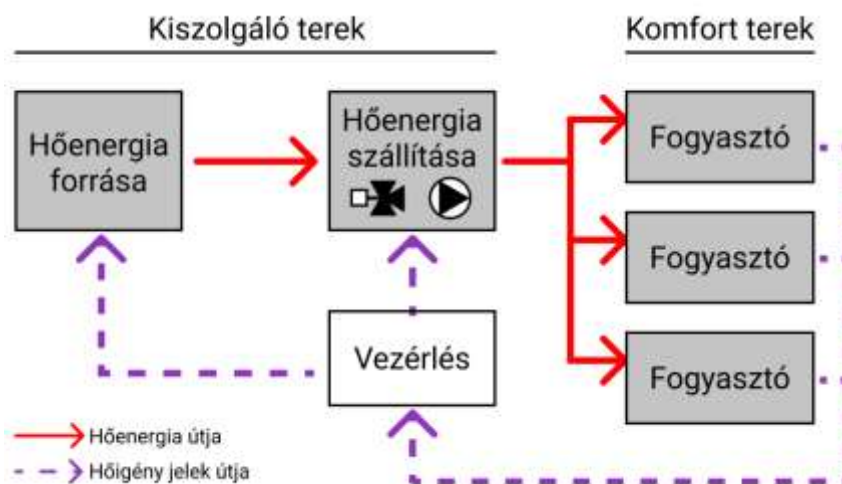 Kiszolgáló terek
Komfort terek
Hőenergia
forrása
Hőenergia
szállítása
Fogyasztó
Fogyasztó
Vezérlés
Fogyasztó
Hőenergia útja
Hőigény jelek útja